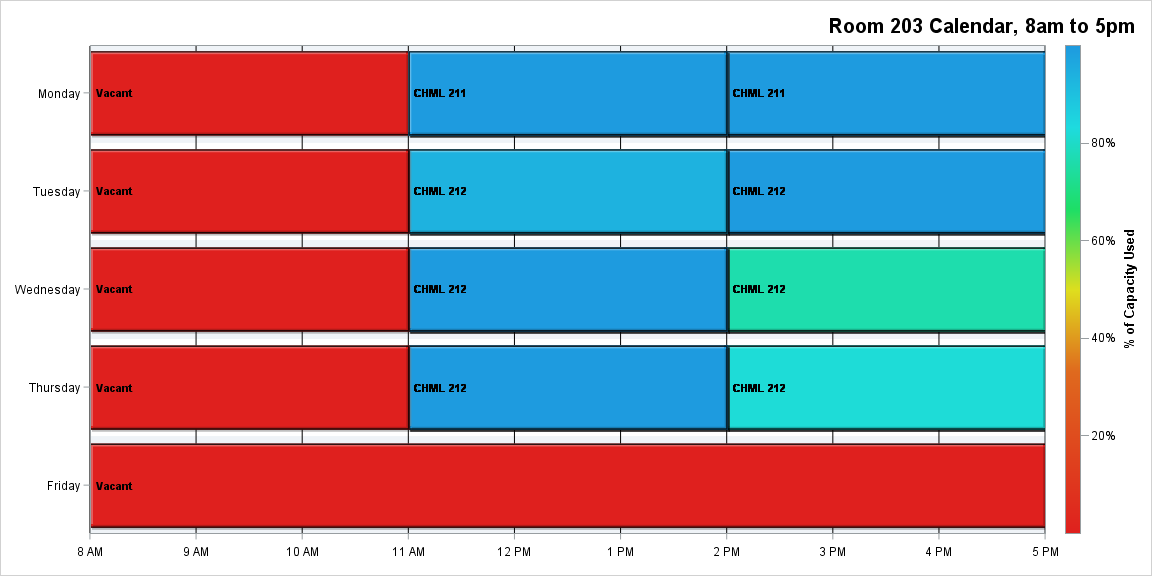 Room 203 Calendar, 8am to 5pm
Monday
Vacant
CHML 211
CHML 211
Tuesday
Vacant
CHML 212
CHML 212
Wednesday
Vacant
CHML 212
CHML 212
Thursday
Vacant
CHML 212
CHML 212
Friday
Vacant
8 AM
9 AM
10 AM
11 AM
12 PM
1 PM
2 PM
3 PM
4 PM
5 PM
80%
60%
40%
20%
% of Capacity Used